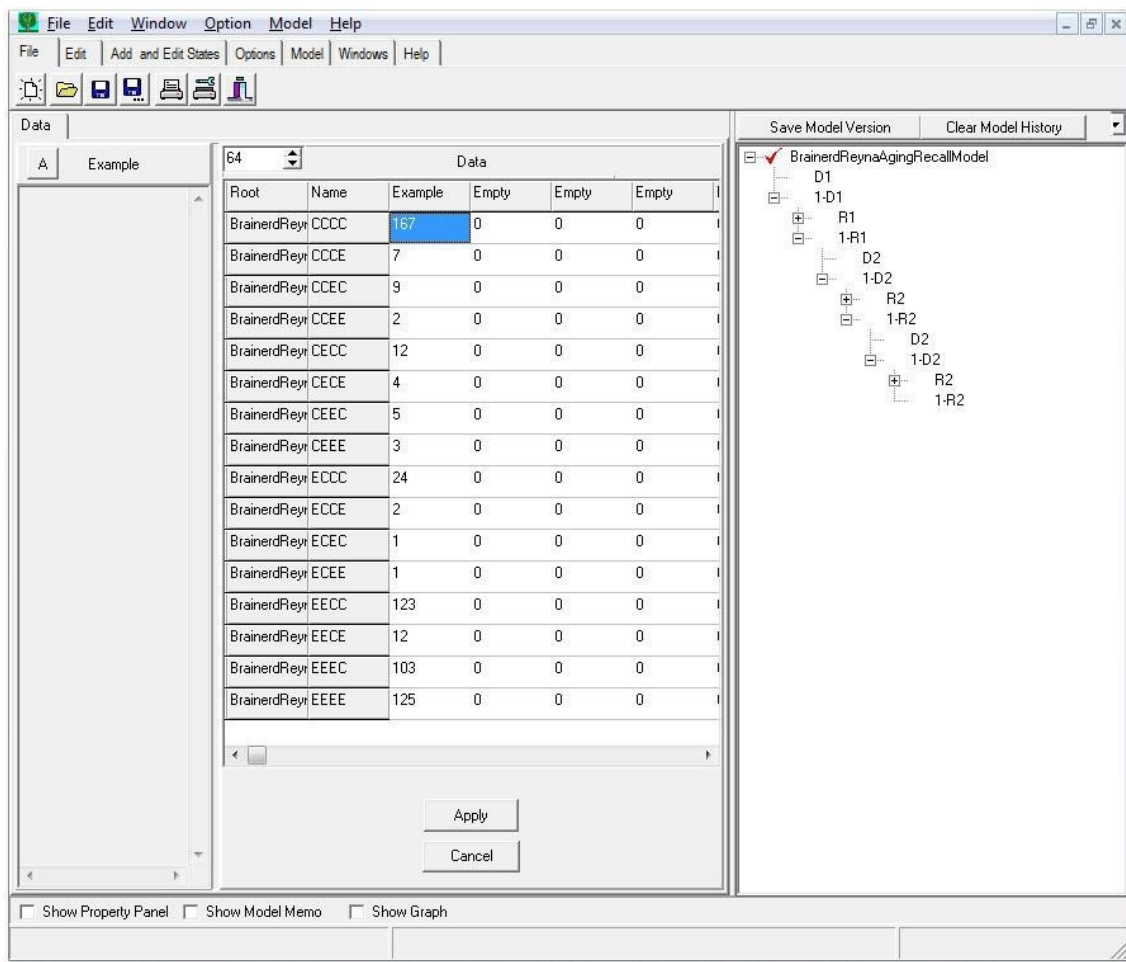 File Edit Window Option Model Help
File Edit Add and Edit States Options Model Windows Help
Data
Save Model Version Clear Model History
A Example
64 Data
Root Name Example Empty Empty Empty
BrainerdReyr CCCC 167 0 0 0
BrainerdReyr CCCE 7 0 0 0
BrainerdReyr CCEC 9 0 0 0
BrainerdReyr CCEE 2 0 0 0
BrainerdReyr CECC 12 0 0 0
BrainerdReyr CECE 4 0 0 0
BrainerdReyr CEEC 5 0 0 0
BrainerdReyr CEEE 3 0 0 0
BrainerdReyr ECCC 24 0 0 0
BrainerdReyr ECCE 2 0 0 0
BrainerdReyr ECEC 1 0 0 0
BrainerdReyr ECEE 1 0 0 0
BrainerdReyr EECC 123 0 0 0
BrainerdReyr EECE 12 0 0 0
BrainerdReyr EEEC 103 0 0 0
BrainerdReyr EEEE 125 0 0 0
Apply
Cancel
BrainerdReynaAgingRecallModel
D1
1-D1
R1
1-R1
D2
1-D2
R2
1-R2
D2
1-D2
R2
1-R2
Show Property Panel Show Model Memo Show Graph